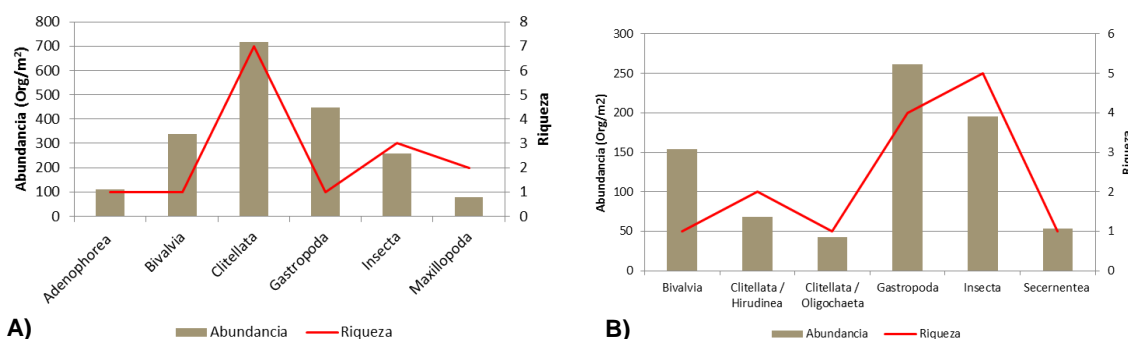 800
700
600
500
400
300
200
100
0
Abundancia (Org/m²)
8
7
6
5
4
3
2
1
0
Riqueza
Adenophorea
Bivalvia
Clitellata
Gastropoda
Insecta
Maxillopoda
Abundancia
Riqueza
A)
300
250
200
150
100
50
0
Abundancia (Org/m2)
6
5
4
3
2
1
0
Riqueza
Bivalvia
Clitellata /
Hirudinea
Clitellata /
Oligochaeta
Gastropoda
Insecta
Secernentea
Abundancia
Riqueza
B)